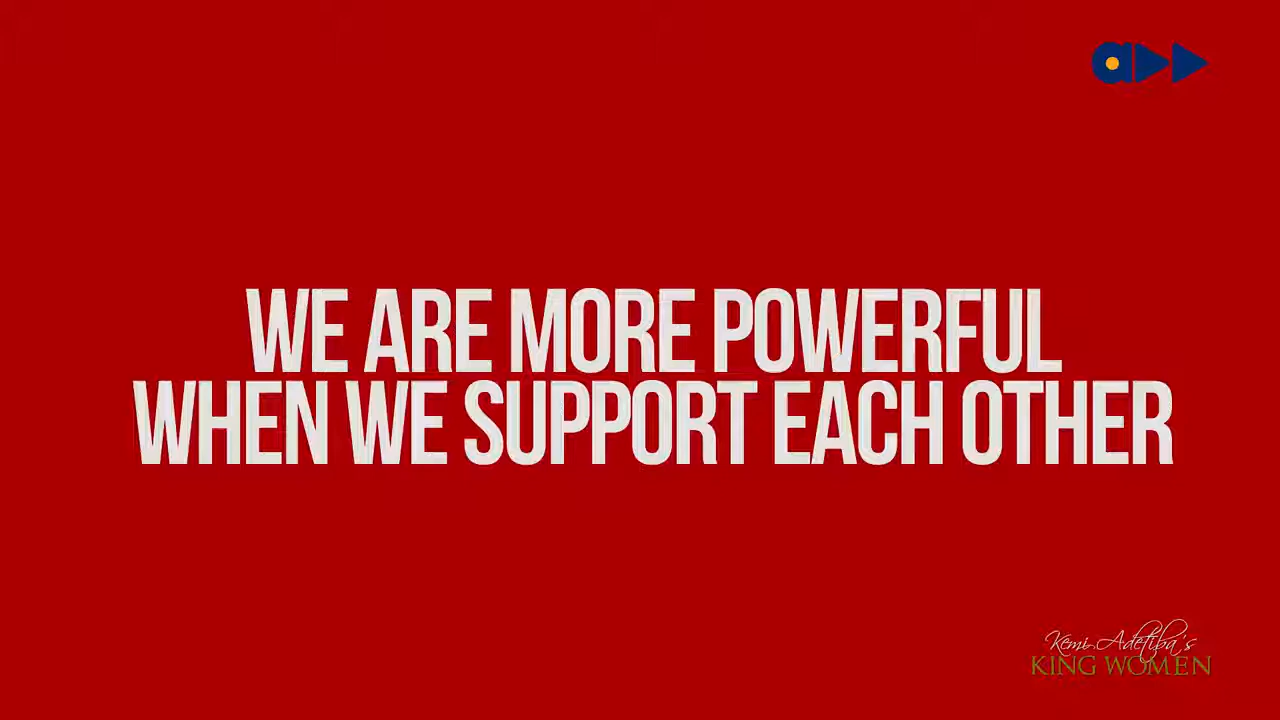 WE ARE MORE POWERFUL
WHEN WE SUPPORT EACH OTHER
Kemi Adetiba's
KING WOMEN